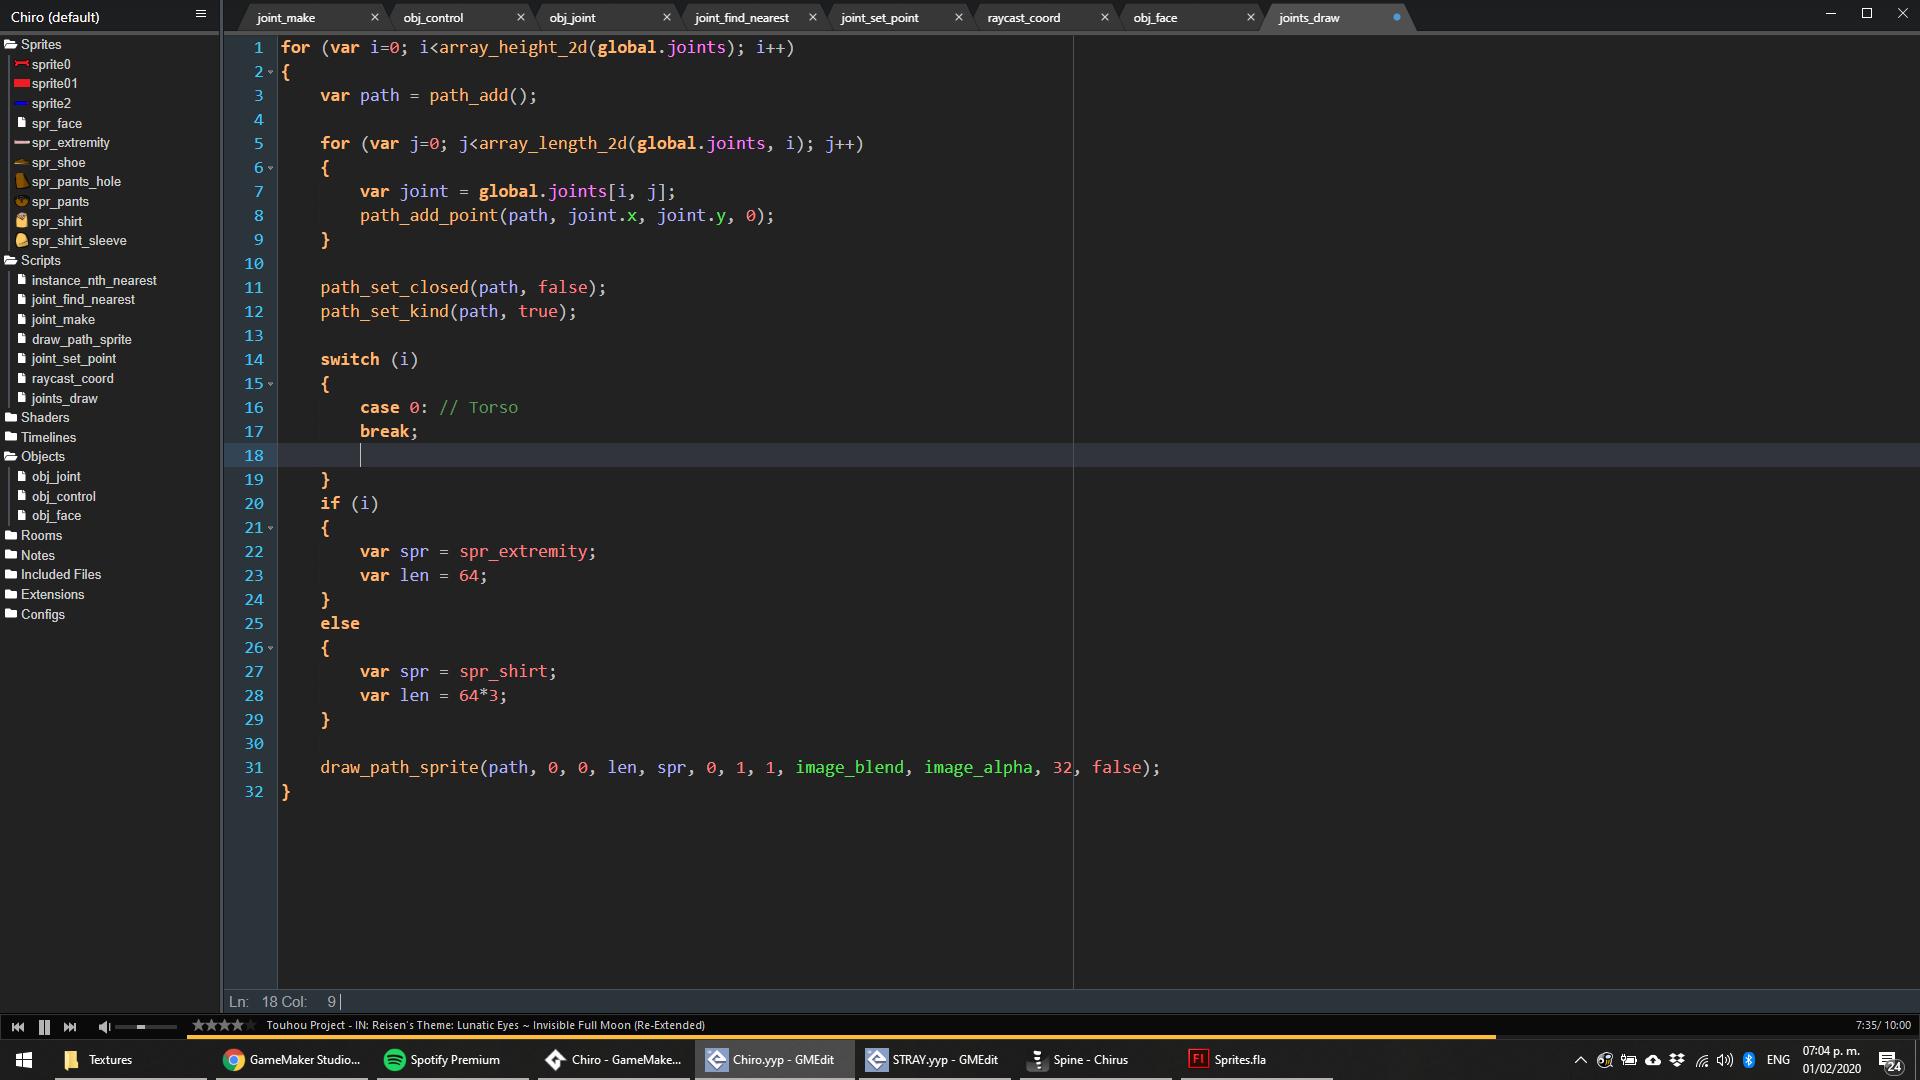 Chiro (default)
joint_make
obj_control
obj_joint
joint_find_nearest
joint_set_point
raycast_coord
obj_face
joints_draw
Sprites
sprite0
sprite01
sprite2
spr_face
spr_extremity
spr_shoe
spr_pants_hole
spr_pants
spr_shirt
spr_shirt_sleeve
Scripts
instance_nth_nearest
joint_find_nearest
joint_make
draw_path_sprite
joint_set_point
raycast_coord
joints_draw
Shaders
Timelines
Objects
obj_joint
obj_control
obj_face
Rooms
Notes
Included Files
Extensions
Configs
1 for (var i=0; i<array_height_2d(global.joints); i++)
2 {
3 var path = path_add();
4
5 for (var j=0; j<array_length_2d(global.joints, i); j++)
6 {
7 var joint = global.joints[i, j];
8 path_add_point(path, joint.x, joint.y, 0);
9 }
10
11 path_set_closed(path, false);
12 path_set_kind(path, true);
13
14 switch (i)
15 {
16 case 0: // Torso
17 break;
18
19 }
20 if (i)
21 {
22 var spr = spr_extremity;
23 var len = 64;
24 }
25 else
26 {
27 var spr = spr_shirt;
28 var len = 64*3;
29 }
30
31 draw_path_sprite(path, 0, 0, len, spr, 0, 1, 1, image_blend, image_alpha, 32, false);
32 }
Ln: 18 Col: 9
Touhou Project - IN: Reisen's Theme: Lunatic Eyes ~ Invisible Full Moon (Re-Extended)
7:35/ 10:00
Textures
GameMaker Studio...
Spotify Premium
Chiro - GameMake...
Chiro.yyp - GMEdit
STRAY.yyp - GMEdit
Spine - Chirus
Fl
Sprites.fla
ENG
07:04 p. m.
01/02/2020
24